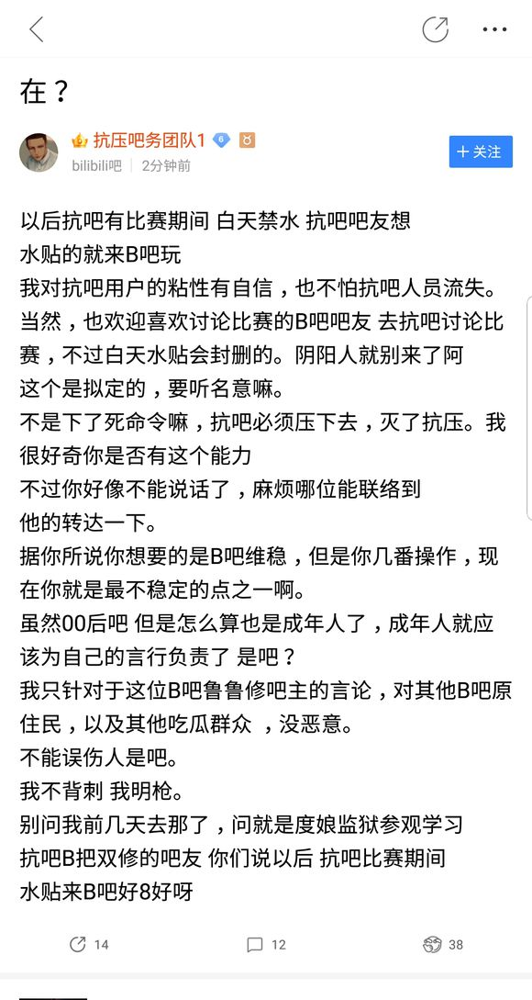 在？
抗压吧务团队1 6
bilibili吧 2分钟前
+ 关注
以后抗吧有比赛期间 白天禁水 抗吧吧友想
水贴的就来B吧玩
我对抗吧用户的粘性有自信，也不怕抗吧人员流失。
当然，也欢迎喜欢讨论比赛的B吧吧友 去抗吧讨论比
赛，不过白天水贴会封删的。阴阳人就别来了阿
这个是拟定的，要听名意嘛。
不是下了死命令嘛，抗吧必须压下去，灭了抗压。我
很好奇你是否有这个能力
不过你好像不能说话了，麻烦哪位能联络到
他的转达一下。
据你所说你想要的是B吧维稳，但是你几番操作，现
在你就是最不稳定的点之一啊。
虽然00后吧 但是怎么算也是成年人了，成年人就应
该为自己的言行负责了 是吧？
我只针对于这位B吧鲁鲁修吧主的言论，对其他B吧原
住民，以及其他吃瓜群众 ，没恶意。
不能误伤人是吧。
我不背刺 我明枪。
别问我前几天去那了，问就是度娘监狱参观学习
抗吧B把双修的吧友 你们说以后 抗吧比赛期间
水贴来B吧好8好呀
14 12 38